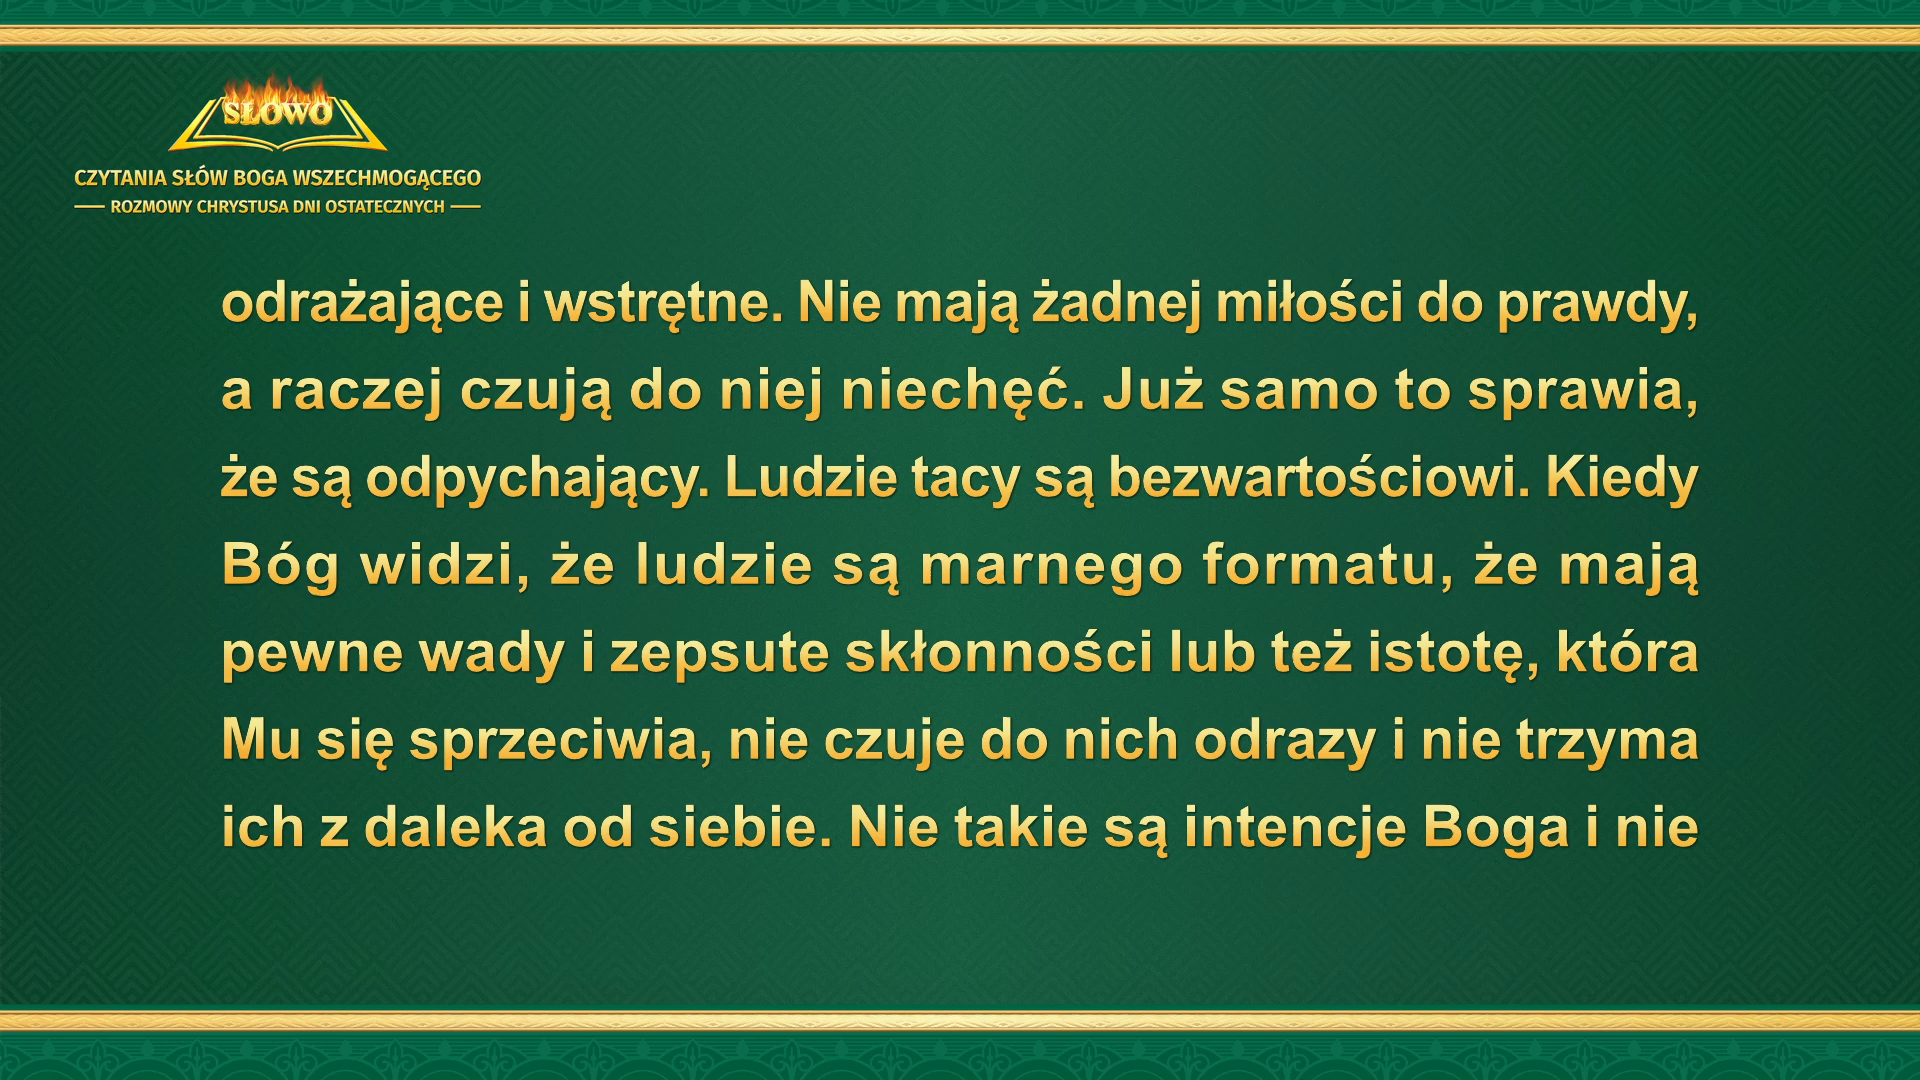 SŁOWO
CZYTANIA SŁÓW BOGA WSZECHMOGĄCEGO
ROZMOWY CHRYSTUSA DNI OSTATECZNYCH
odrażające i wstrętne. Nie mają żadnej miłości do prawdy,
a raczej czują do niej niechęć. Już samo to sprawia,
że są odpychający. Ludzie tacy są bezwartościowi. Kiedy
Bóg widzi, że ludzie są marnego formatu, że mają
pewne wady i zepsute skłonności lub też istotę, która
Mu się sprzeciwia, nie czuje do nich odrazy i nie trzyma
ich z daleka od siebie. Nie takie są intencje Boga i nie